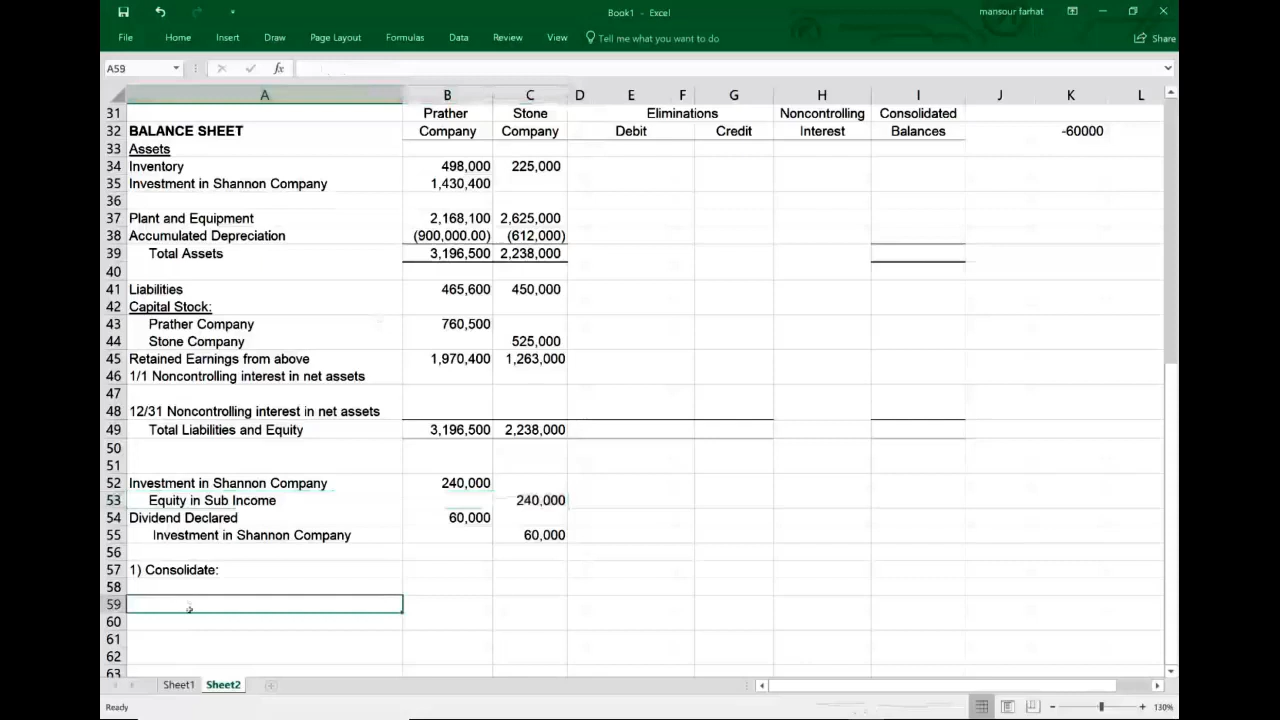 Book1 - Excel
mansour farhat
File Home Insert Draw Page Layout Formulas Data Review View Tell me what you want to do Share
A59 fx
A B C D E F G H I J K L
31 Prather Stone Eliminations Noncontrolling Consolidated
32 BALANCE SHEET Company Company Debit Credit Interest Balances -60000
33 Assets
34 Inventory 498,000 225,000
35 Investment in Shannon Company 1,430,400
36
37 Plant and Equipment 2,168,100 2,625,000
38 Accumulated Depreciation (900,000.00) (612,000)
39 Total Assets 3,196,500 2,238,000
40
41 Liabilities 465,600 450,000
42 Capital Stock:
43 Prather Company 760,500
44 Stone Company 525,000
45 Retained Earnings from above 1,970,400 1,263,000
46 1/1 Noncontrolling interest in net assets
47
48 12/31 Noncontrolling interest in net assets
49 Total Liabilities and Equity 3,196,500 2,238,000
50
51
52 Investment in Shannon Company 240,000
53 Equity in Sub Income 240,000
54 Dividend Declared 60,000
55 Investment in Shannon Company 60,000
56
57 1) Consolidate:
58
59
60
61
62
63
Sheet1 Sheet2
Ready 130%